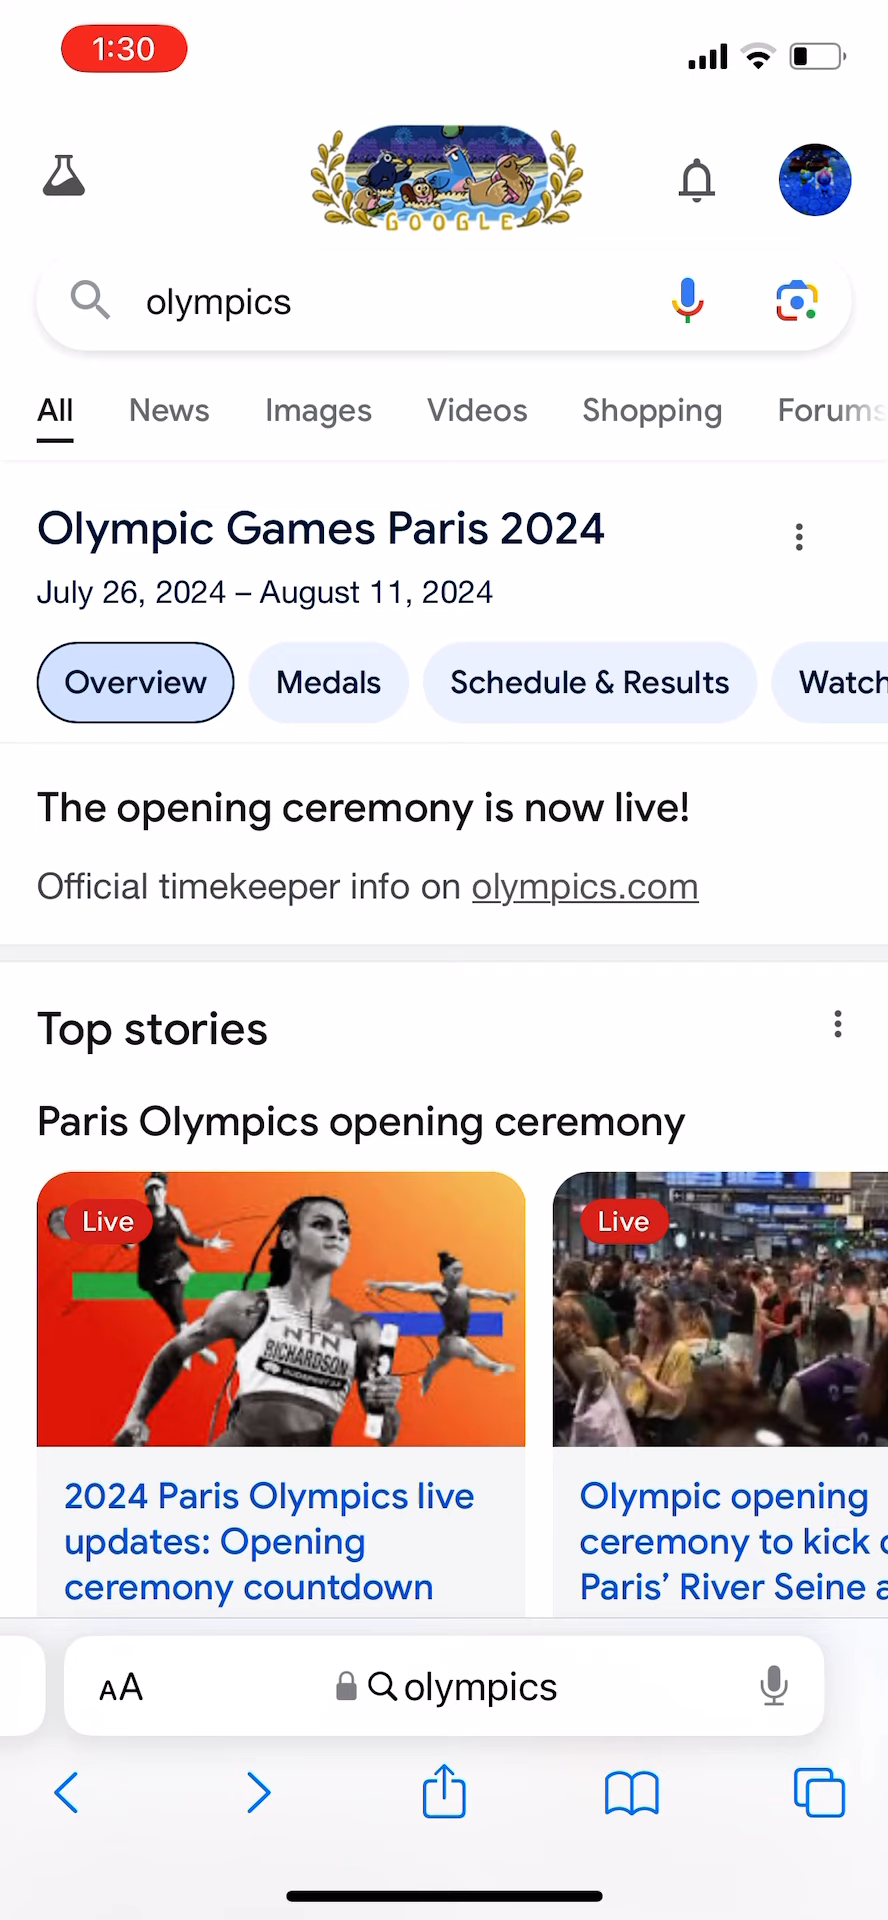 1:30
GOOGLE
olympics
All News Images Videos Shopping Forums
Olympic Games Paris 2024
July 26, 2024 – August 11, 2024
Overview Medals Schedule & Results Watch
The opening ceremony is now live!
Official timekeeper info on olympics.com
Top stories
Paris Olympics opening ceremony
Live
NTN
RICHARDSON
2024 Paris Olympics live
updates: Opening
ceremony countdown
Live
Olympic opening
ceremony to kick
Paris’ River Seine
AA olympics